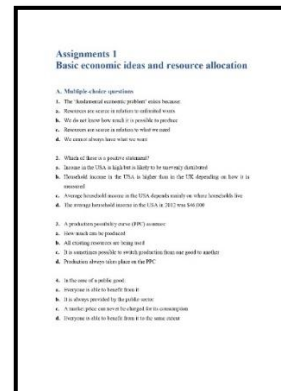 Assignments 1
Basic economic ideas and resource allocation
A. Multiple choice questions
1. The 'fundamental economic problem' exists because:
a. Resources are scarce in relation to unlimited wants
b. We do not know how much it is possible to produce
c. Resources are scarce in relation to what we need
d. We cannot always have what we want
2. Which of these is a positive statement?
a. Income in the USA is high but is likely to be unevenly distributed
b. Household income in the USA is higher than in the UK depending on how it is
measured
c. Average household income in the USA depends mainly on where households live
d. The average household income in the USA in 2012 was $46 000
3. A production possibility curve (PPC) assumes:
a. How much can be produced
b. All existing resources are being used
c. It is sometimes possible to switch production from one good to another
d. Production always takes place on the PPC
4. In the case of a public good:
a. Everyone is able to benefit from it
b. It is always provided by the public sector
c. A market price can never be charged for its consumption
d. Everyone is able to benefit from it to the same extent